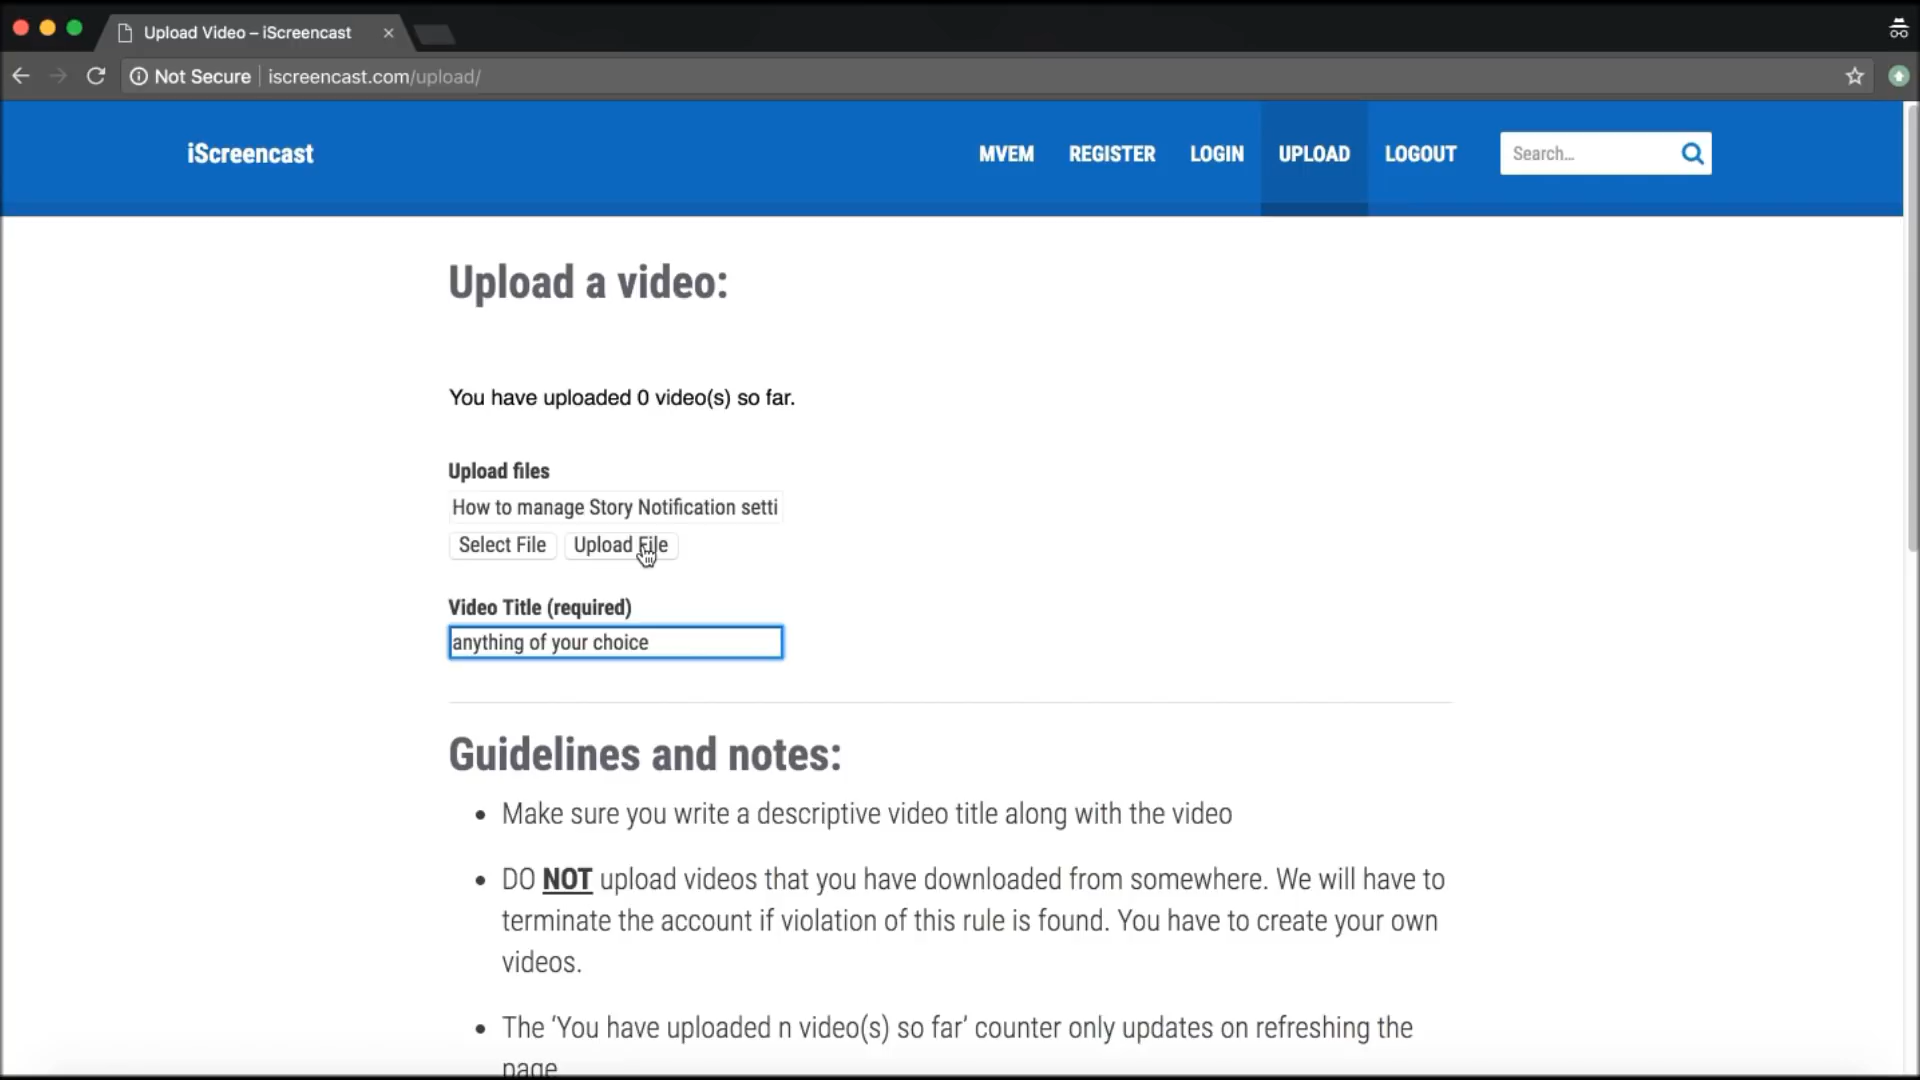 Upload Video – iScreencast
Not Secure iscreencast.com/upload/
iScreencast MVEM REGISTER LOGIN UPLOAD LOGOUT Search...
Upload a video:
You have uploaded 0 video(s) so far.
Upload files
How to manage Story Notification setti
Select File Upload File
Video Title (required)
anything of your choice
Guidelines and notes:
Make sure you write a descriptive video title along with the video
DO NOT upload videos that you have downloaded from somewhere. We will have to
terminate the account if violation of this rule is found. You have to create your own
videos.
The ‘You have uploaded n video(s) so far’ counter only updates on refreshing the
page